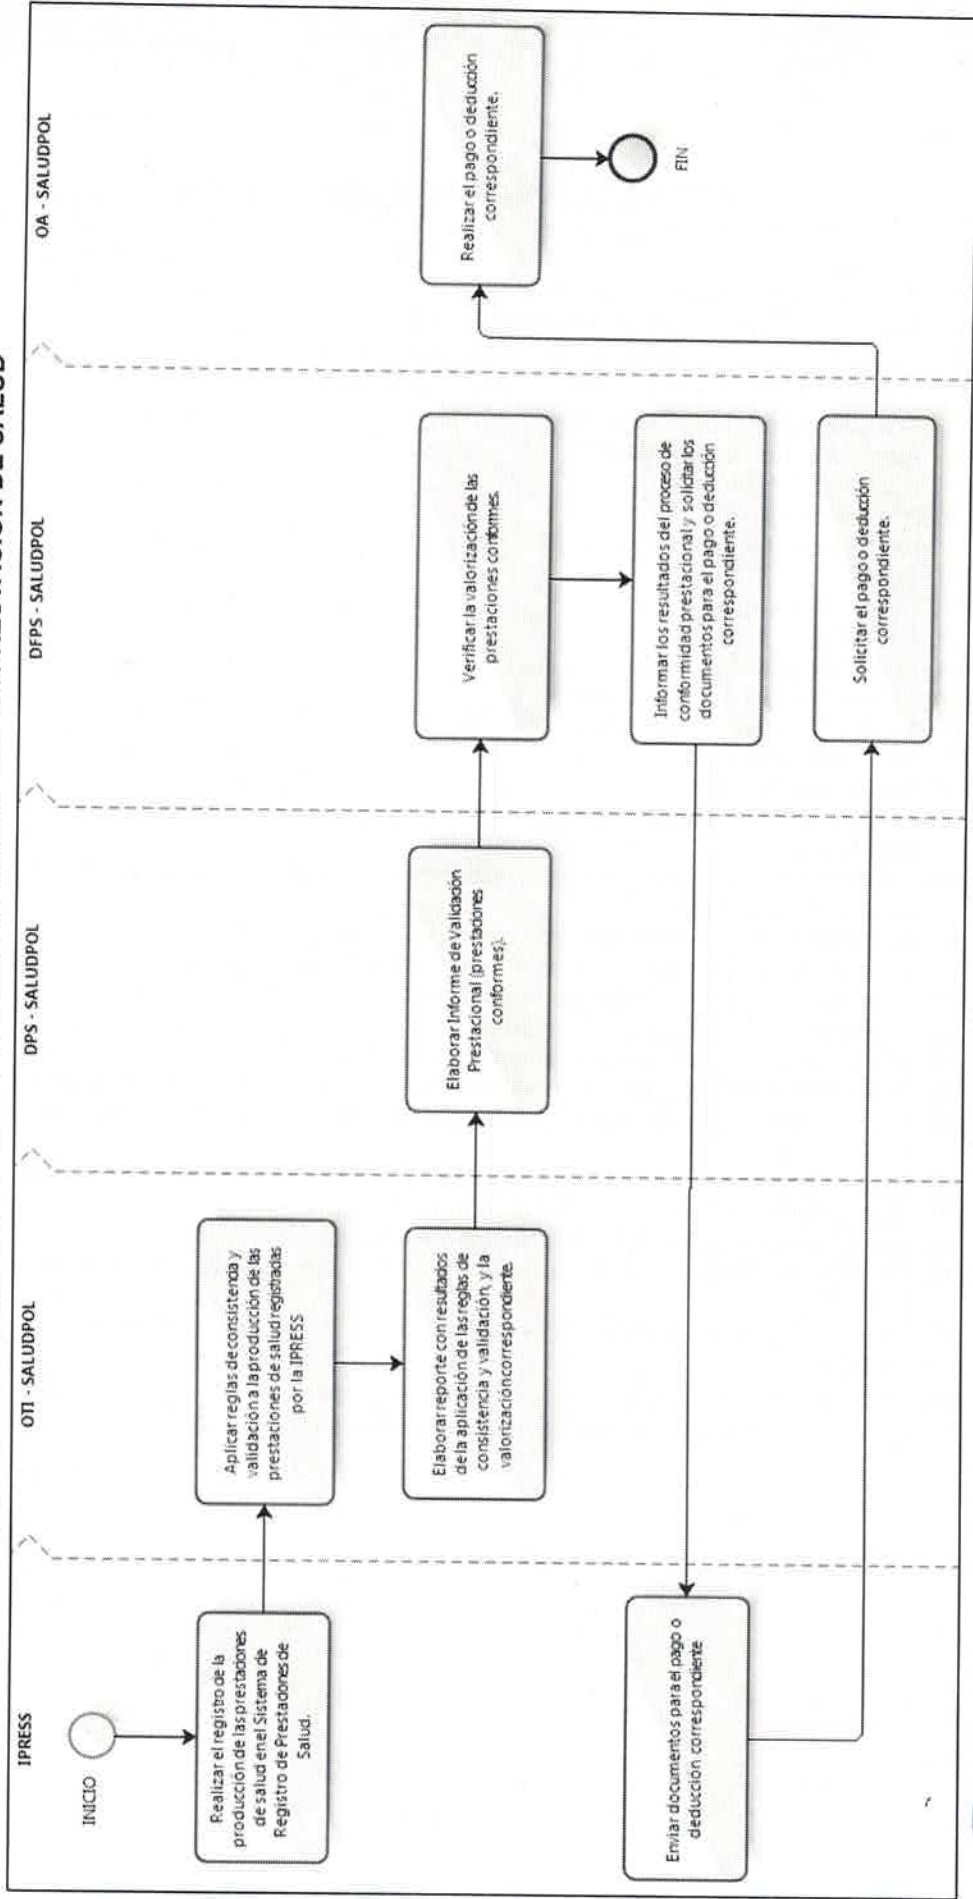 IPRESS
OTI - SALUDPOL
DPS - SALUDPOL
DFPS - SALUDPOL
OA - SALUDPOL
INICIO
Realizar el registro de la
producción de las prestaciones
de salud en el Sistema de
Registro de Prestaciones de
Salud.
Aplicar reglas de consistencia y
validación a la producción de las
prestaciones de salud registradas
por la IPRESS
Elaborar reporte con resultados
de la aplicación de las reglas de
consistencia y validación, y la
valorización correspondiente.
Elaborar Informe de Validación
Prestacional (prestaciones
conformes).
Verificar la valorización de las
prestaciones conformes.
Informar los resultados del proceso de
conformidad prestacional y solicitar los
documentos para el pago o deducción
correspondiente.
Enviar documentos para el pago o
deducción correspondiente
Solicitar el pago o deducción
correspondiente.
Realizar el pago o deducción
correspondiente.
FIN